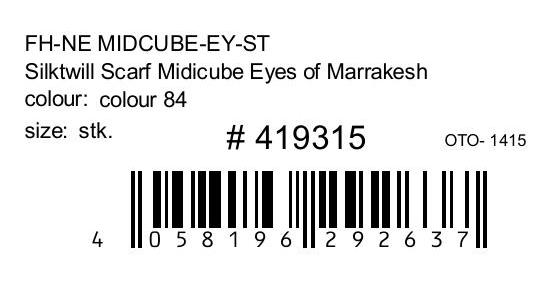 FH-NE MIDCUBE-EY-ST
Silktwill Scarf Midicube Eyes of Marrakesh
colour: colour 84
size: stk.
# 419315
OTO- 1415
4 058196 292637